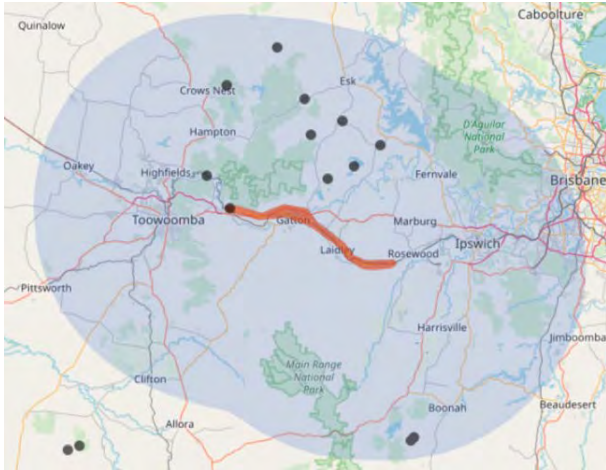 Caboolture
Quinalow
Esk
Crows Nest
D'Aguilar
National
Park
Hampton
Oakey
Highfields
Fernvale
Brisbane
Toowoomba
Gatton
Marburg
Ipswich
Laidley
Rosewood
Pittsworth
Harrisville
Jimboomba
Main Range
National
Park
Clifton
Boonah
Beaudesert
Allora